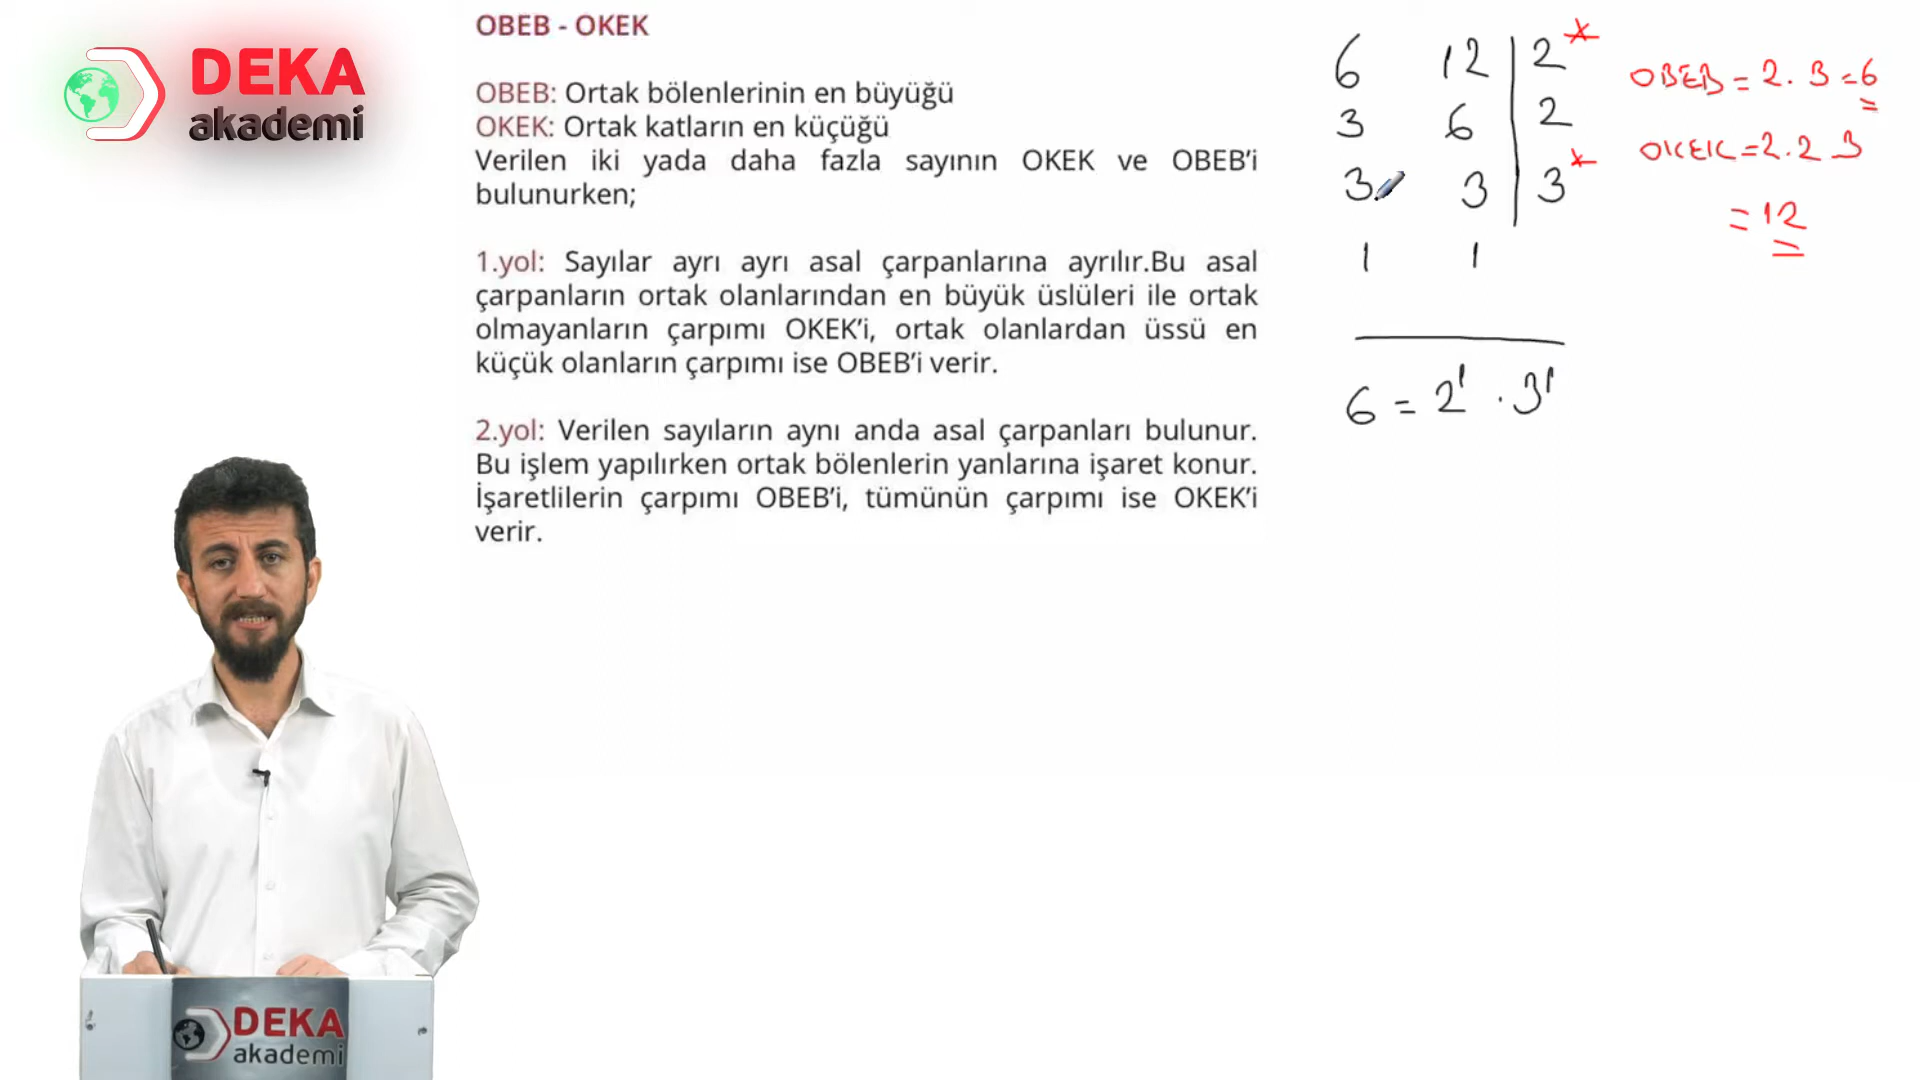 DEKA
akademi
OBEB - OKEK
OBEB: Ortak bölenlerinin en büyüğü
OKEK: Ortak katların en küçüğü
Verilen iki yada daha fazla sayının OKEK ve OBEB’i
bulunurken;
1.yol: Sayılar ayrı ayrı asal çarpanlarına ayrılır.Bu asal
çarpanların ortak olanlarından en büyük üslüleri ile ortak
olmayanların çarpımı OKEK’i, ortak olanlardan üssü en
küçük olanların çarpımı ise OBEB’i verir.
2.yol: Verilen sayıların aynı anda asal çarpanları bulunur.
Bu işlem yapılırken ortak bölenlerin yanlarına işaret konur.
İşaretlilerin çarpımı OBEB’i, tümünün çarpımı ise OKEK’i
verir.
6 12 | 2 *
3 6 | 2
3 3 | 3 *
1 1
OBEB = 2 . 3 = 6
OKEK = 2 . 2 3
= 12
6 = 2¹ . 3¹
DEKA
akademi